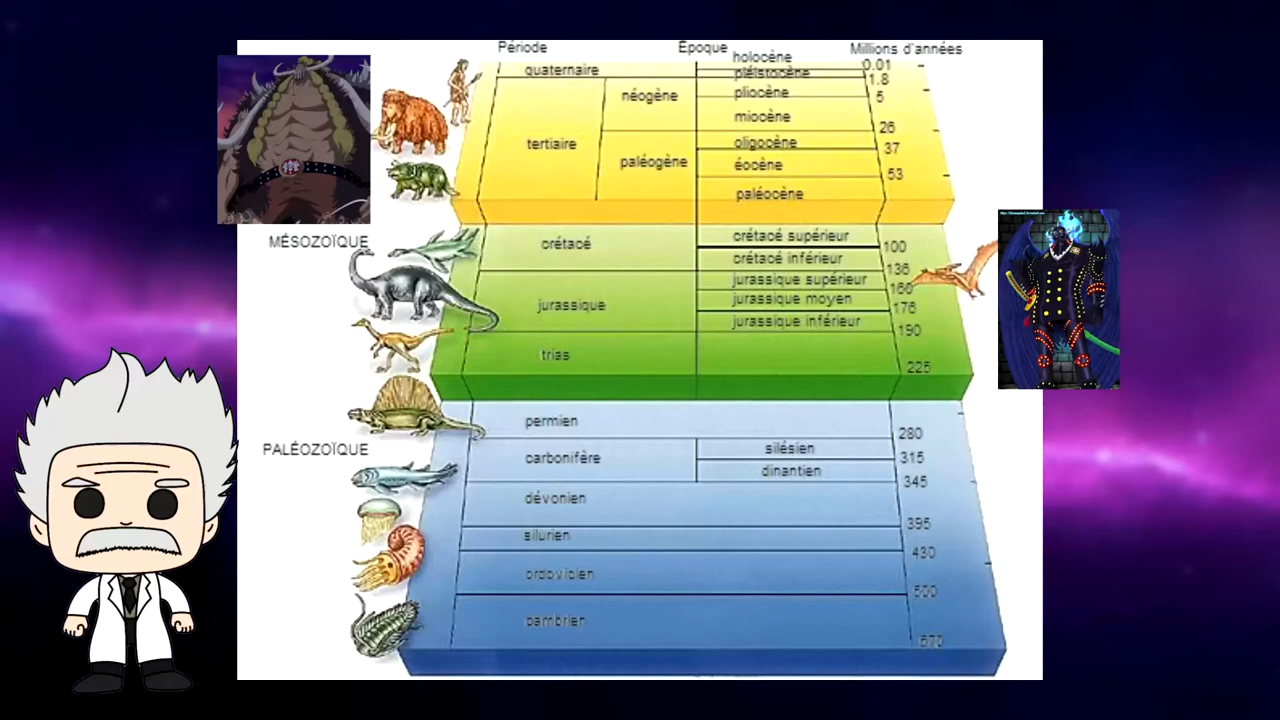 Période Époque Millions d'années
holocène
0.01
quaternaire
pléistocène
1.8
néogène
pliocène
5
miocène
26
tertiaire
oligocène
37
paléogène
éocène
53
paléocène
MÉSOZOÏQUE
crétacé
crétacé supérieur
100
crétacé inférieur
136
jurassique supérieur
160
jurassique
jurassique moyen
176
jurassique inférieur
190
trias
225
permien
280
PALÉOZOÏQUE
carbonifère
silésien
315
dinantien
345
dévonien
395
silurien
430
ordovicien
500
cambrien
570